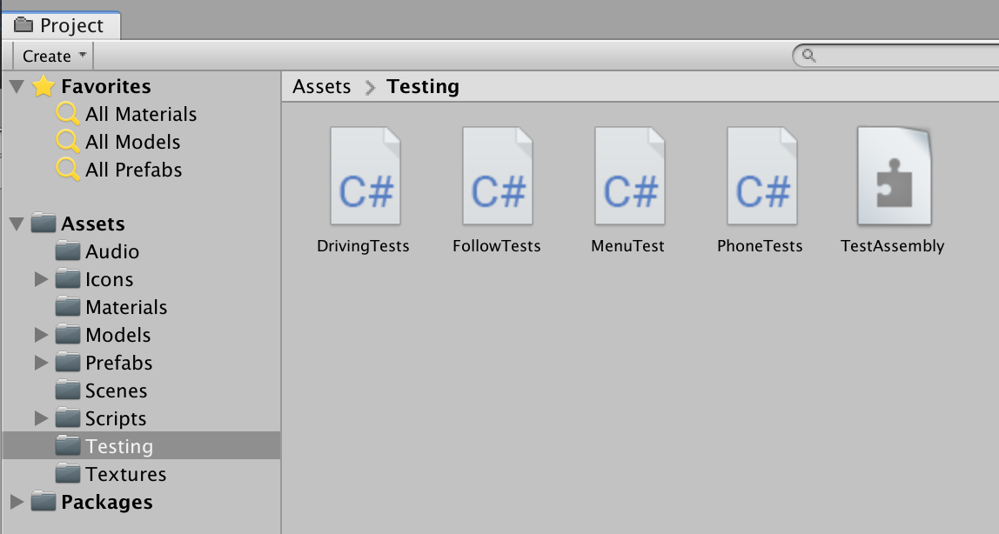 Project
Create
Favorites
All Materials
All Models
All Prefabs
Assets
Audio
Icons
Materials
Models
Prefabs
Scenes
Scripts
Testing
Textures
Packages
Assets > Testing
C# C# C# C#
DrivingTests FollowTests MenuTest PhoneTests TestAssembly